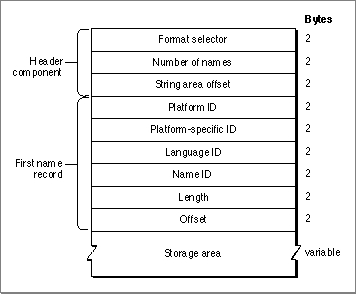 Bytes
Format selector 2
Header component
Number of names 2
String area offset 2
Platform ID 2
Platform-specific ID 2
Language ID 2
First name record
Name ID 2
Length 2
Offset 2
Storage area variable